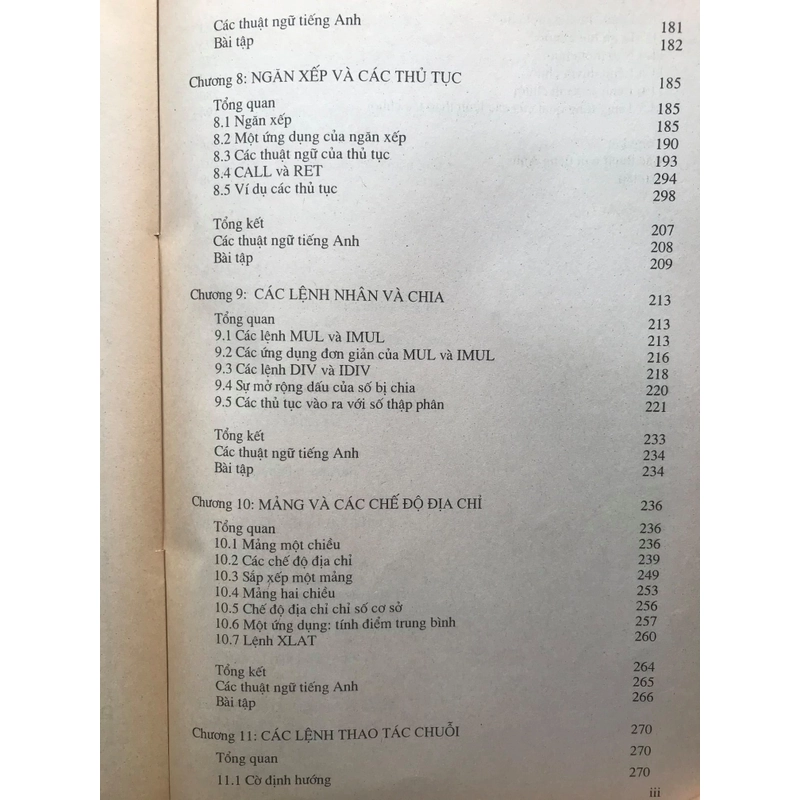 Các thuật ngữ tiếng Anh 181
Bài tập 182
Chương 8: NGĂN XẾP VÀ CÁC THỦ TỤC 185
Tổng quan 185
8.1 Ngăn xếp 185
8.2 Một ứng dụng của ngăn xếp 190
8.3 Các thuật ngữ của thủ tục 193
8.4 CALL và RET 294
8.5 Ví dụ các thủ tục 298
Tổng kết 207
Các thuật ngữ tiếng Anh 208
Bài tập 209
Chương 9: CÁC LỆNH NHÂN VÀ CHIA 213
Tổng quan 213
9.1 Các lệnh MUL và IMUL 213
9.2 Các ứng dụng đơn giản của MUL và IMUL 216
9.3 Các lệnh DIV và IDIV 218
9.4 Sự mở rộng dấu của số bị chia 220
9.5 Các thủ tục vào ra với số thập phân 221
Tổng kết 233
Các thuật ngữ tiếng Anh 234
Bài tập 234
Chương 10: MẢNG VÀ CÁC CHẾ ĐỘ ĐỊA CHỈ 236
Tổng quan 236
10.1 Mảng một chiều 236
10.2 Các chế độ địa chỉ 239
10.3 Sắp xếp một mảng 249
10.4 Mảng hai chiều 253
10.5 Chế độ địa chỉ chỉ số cơ sở 256
10.6 Một ứng dụng: tính điểm trung bình 257
10.7 Lệnh XLAT 260
Tổng kết 264
Các thuật ngữ tiếng Anh 265
Bài tập 266
Chương 11: CÁC LỆNH THAO TÁC CHUỖI 270
Tổng quan 270
11.1 Cờ định hướng 270
iii